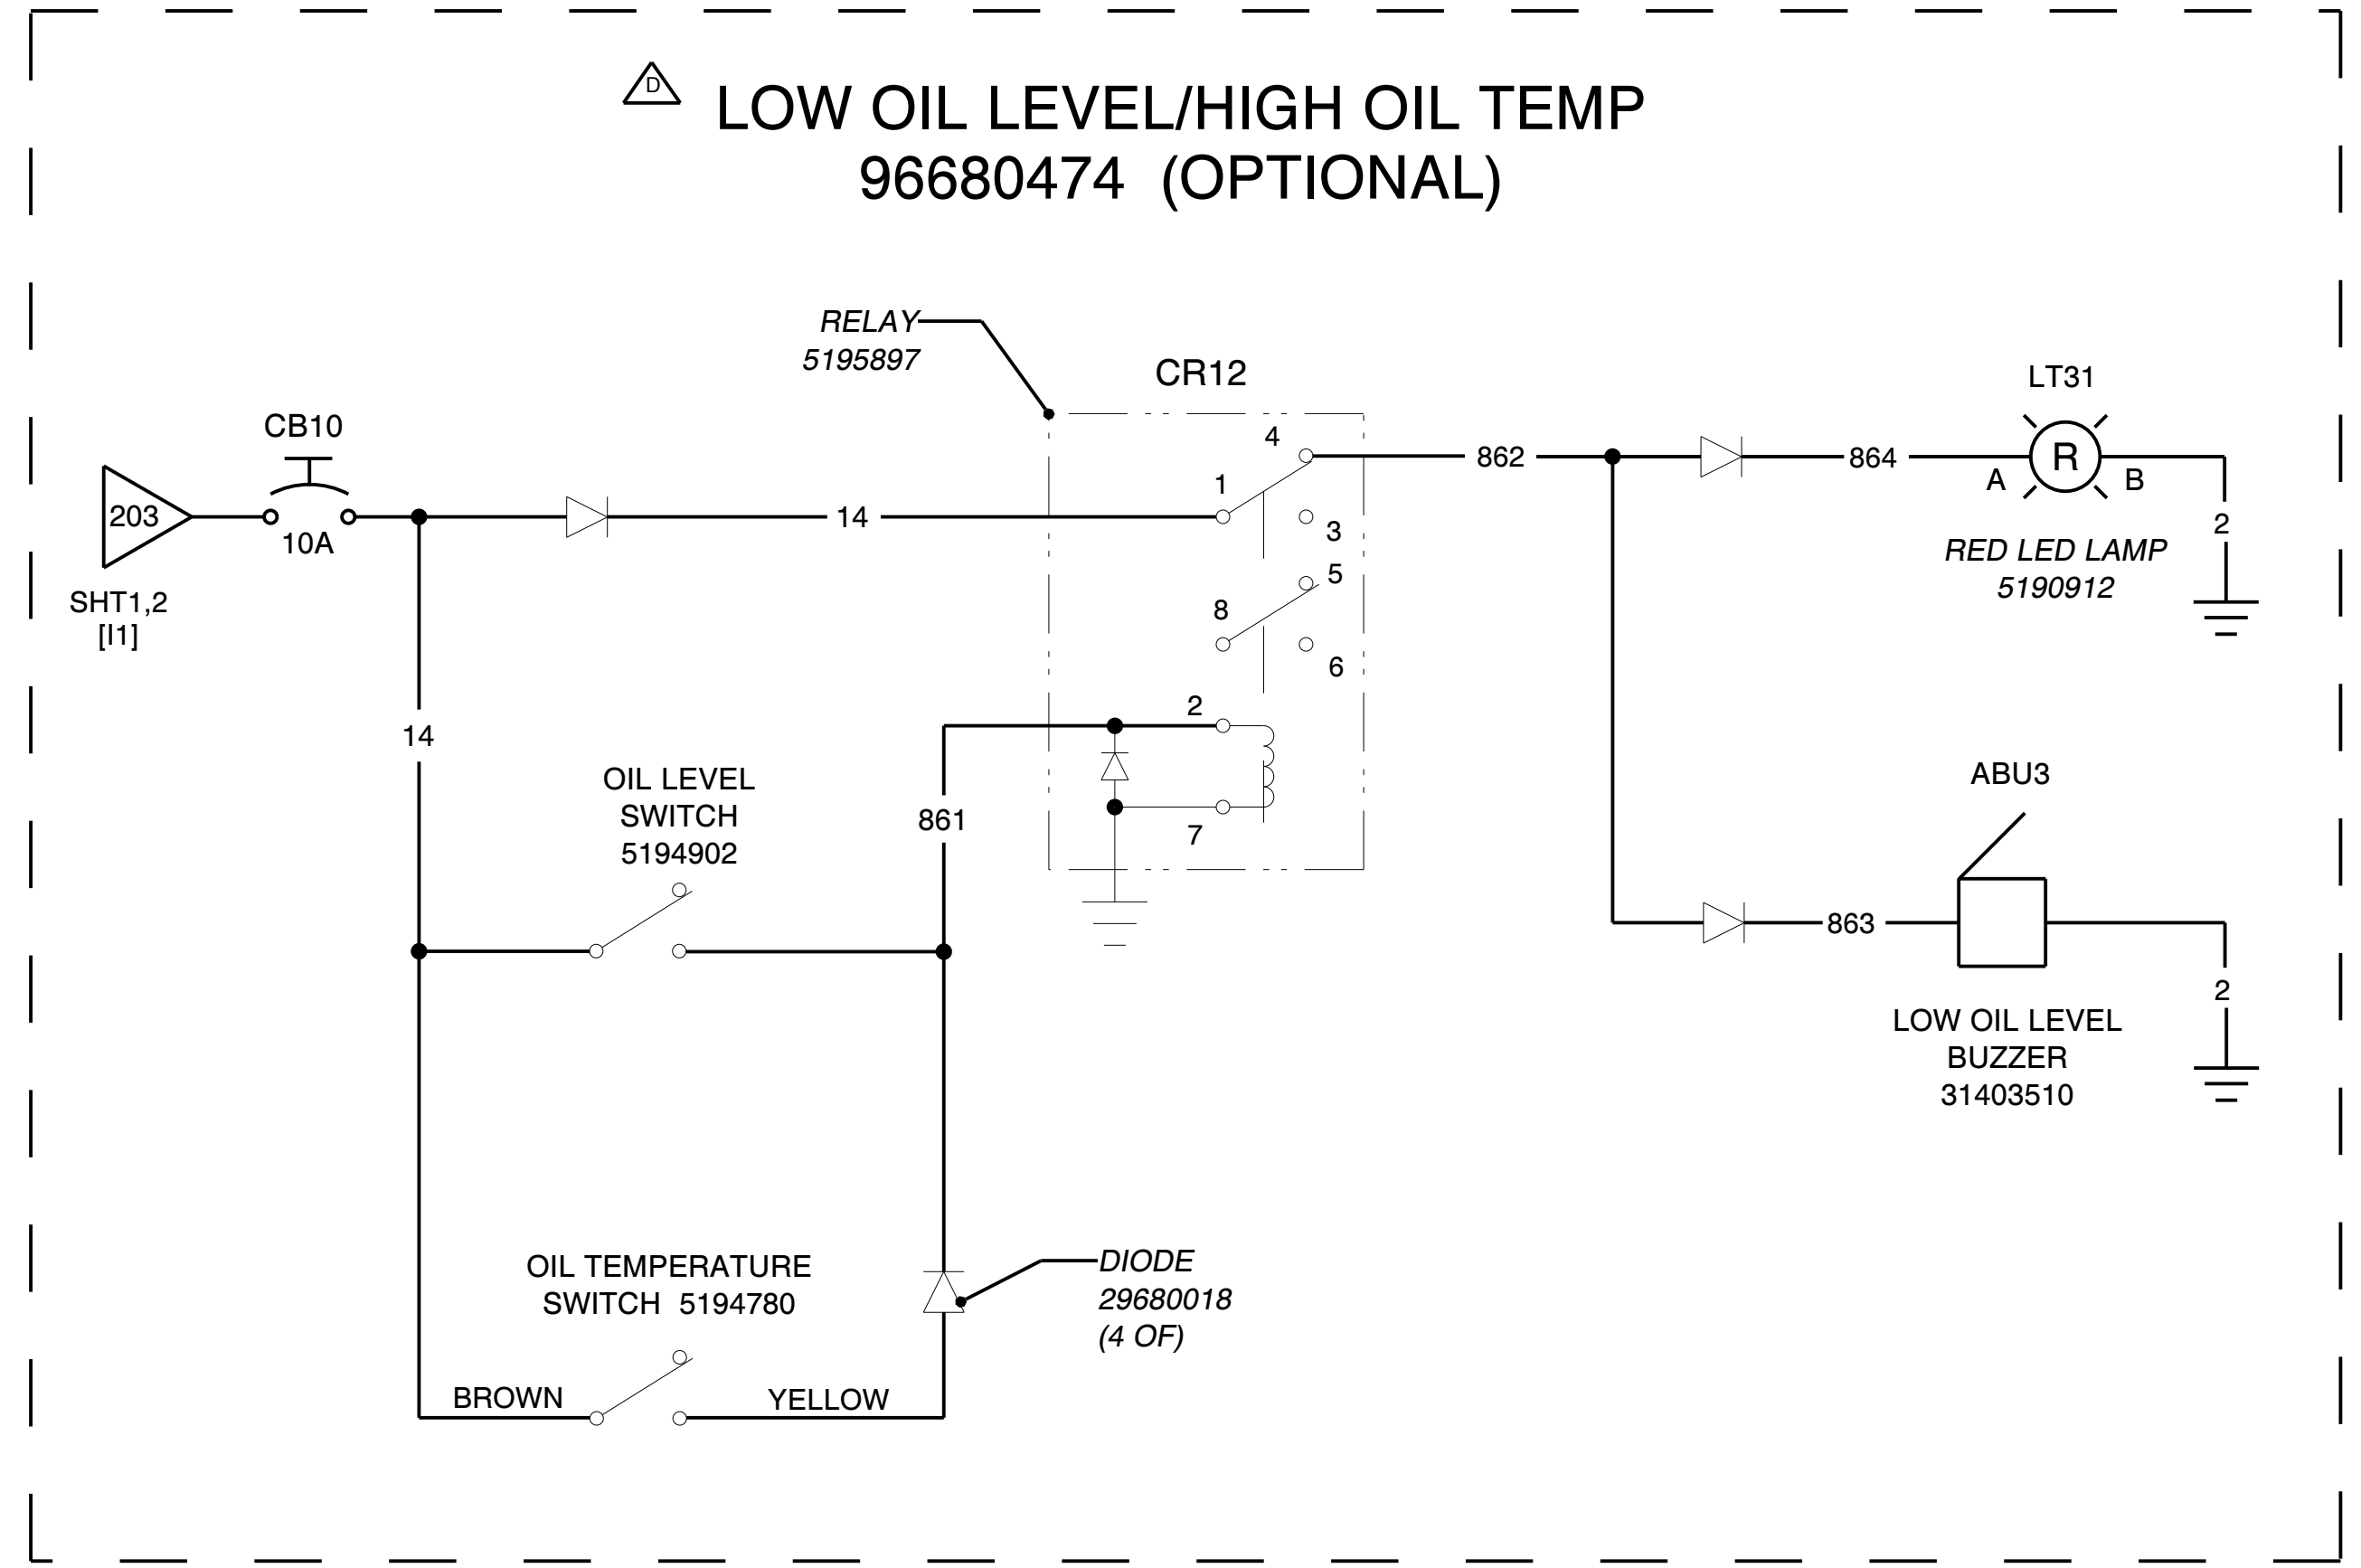 D
LOW OIL LEVEL/HIGH OIL TEMP
96680474 (OPTIONAL)
RELAY
5195897
CR12
LT31
CB10
4
862
864
R
A
B
1
203
14
10A
3
2
RED LED LAMP
5190912
5
SHT1,2
[I1]
8
6
2
14
ABU3
OIL LEVEL
SWITCH
5194902
861
7
863
2
LOW OIL LEVEL
BUZZER
31403510
OIL TEMPERATURE
SWITCH 5194780
DIODE
29680018
(4 OF)
BROWN
YELLOW